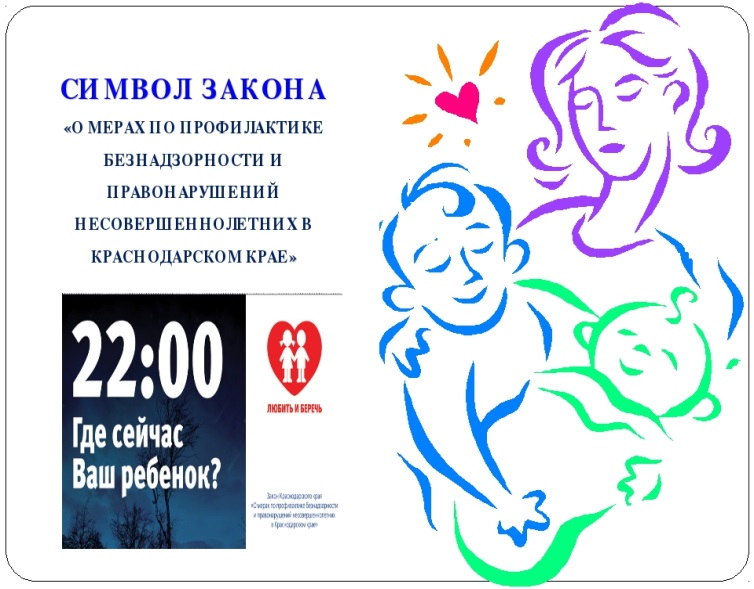 СИМВОЛ ЗАКОНА
«О МЕРАХ ПО ПРОФИЛАКТИКЕ
БЕЗНАДЗОРНОСТИ И
ПРАВОНАРУШЕНИЙ
НЕСОВЕРШЕННОЛЕТНИХ В
КРАСНОДАРСКОМ КРАЕ»
22:00
Где сейчас
Ваш ребенок?
ЛЮБИТЬ И БЕРЕЧЬ
Закон Краснодарского края
«О мерах по профилактике безнадзорности
и правонарушений несовершеннолетних
в Краснодарском крае»